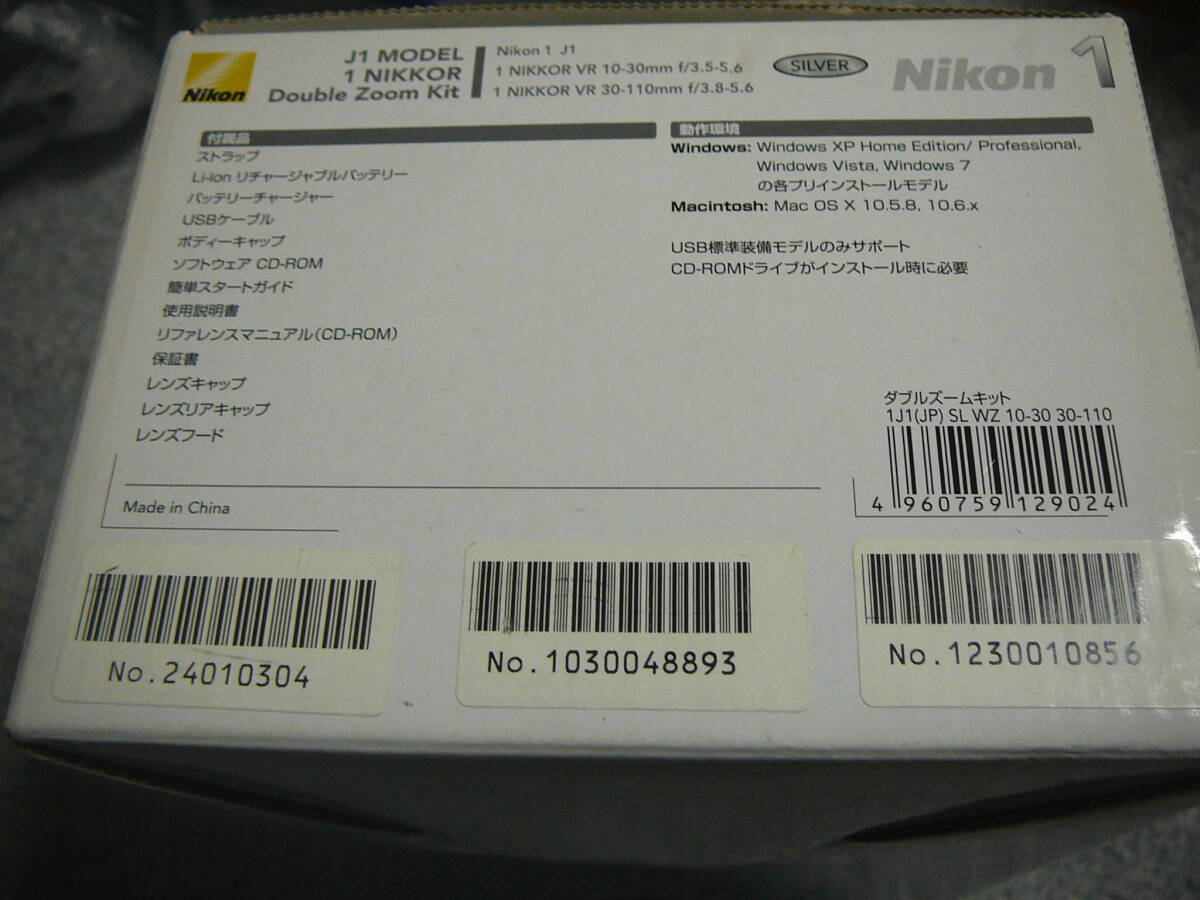 Nikon
J1 MODEL
1 NIKKOR
Double Zoom Kit
Nikon 1 J1
1 NIKKOR VR 10-30mm f/3.5-5.6
1 NIKKOR VR 30-110mm f/3.8-5.6
SILVER
Nikon 1
付属品
ストラップ
Li-ion リチャージャブルバッテリー
バッテリーチャージャー
USBケーブル
ボディーキャップ
ソフトウェア CD-ROM
簡単スタートガイド
使用説明書
リファレンスマニュアル(CD-ROM)
保証書
レンズキャップ
レンズリアキャップ
レンズフード
動作環境
Windows: Windows XP Home Edition/ Professional,
Windows Vista, Windows 7
の各プリインストールモデル
Macintosh: Mac OS X 10.5.8, 10.6.x
USB標準装備モデルのみサポート
CD-ROMドライブがインストール時に必要
ダブルズームキット
1J1(JP) SL WZ 10-30 30-110
4 960759 129024
Made in China
No.24010304
No.1030048893
No.1230010856